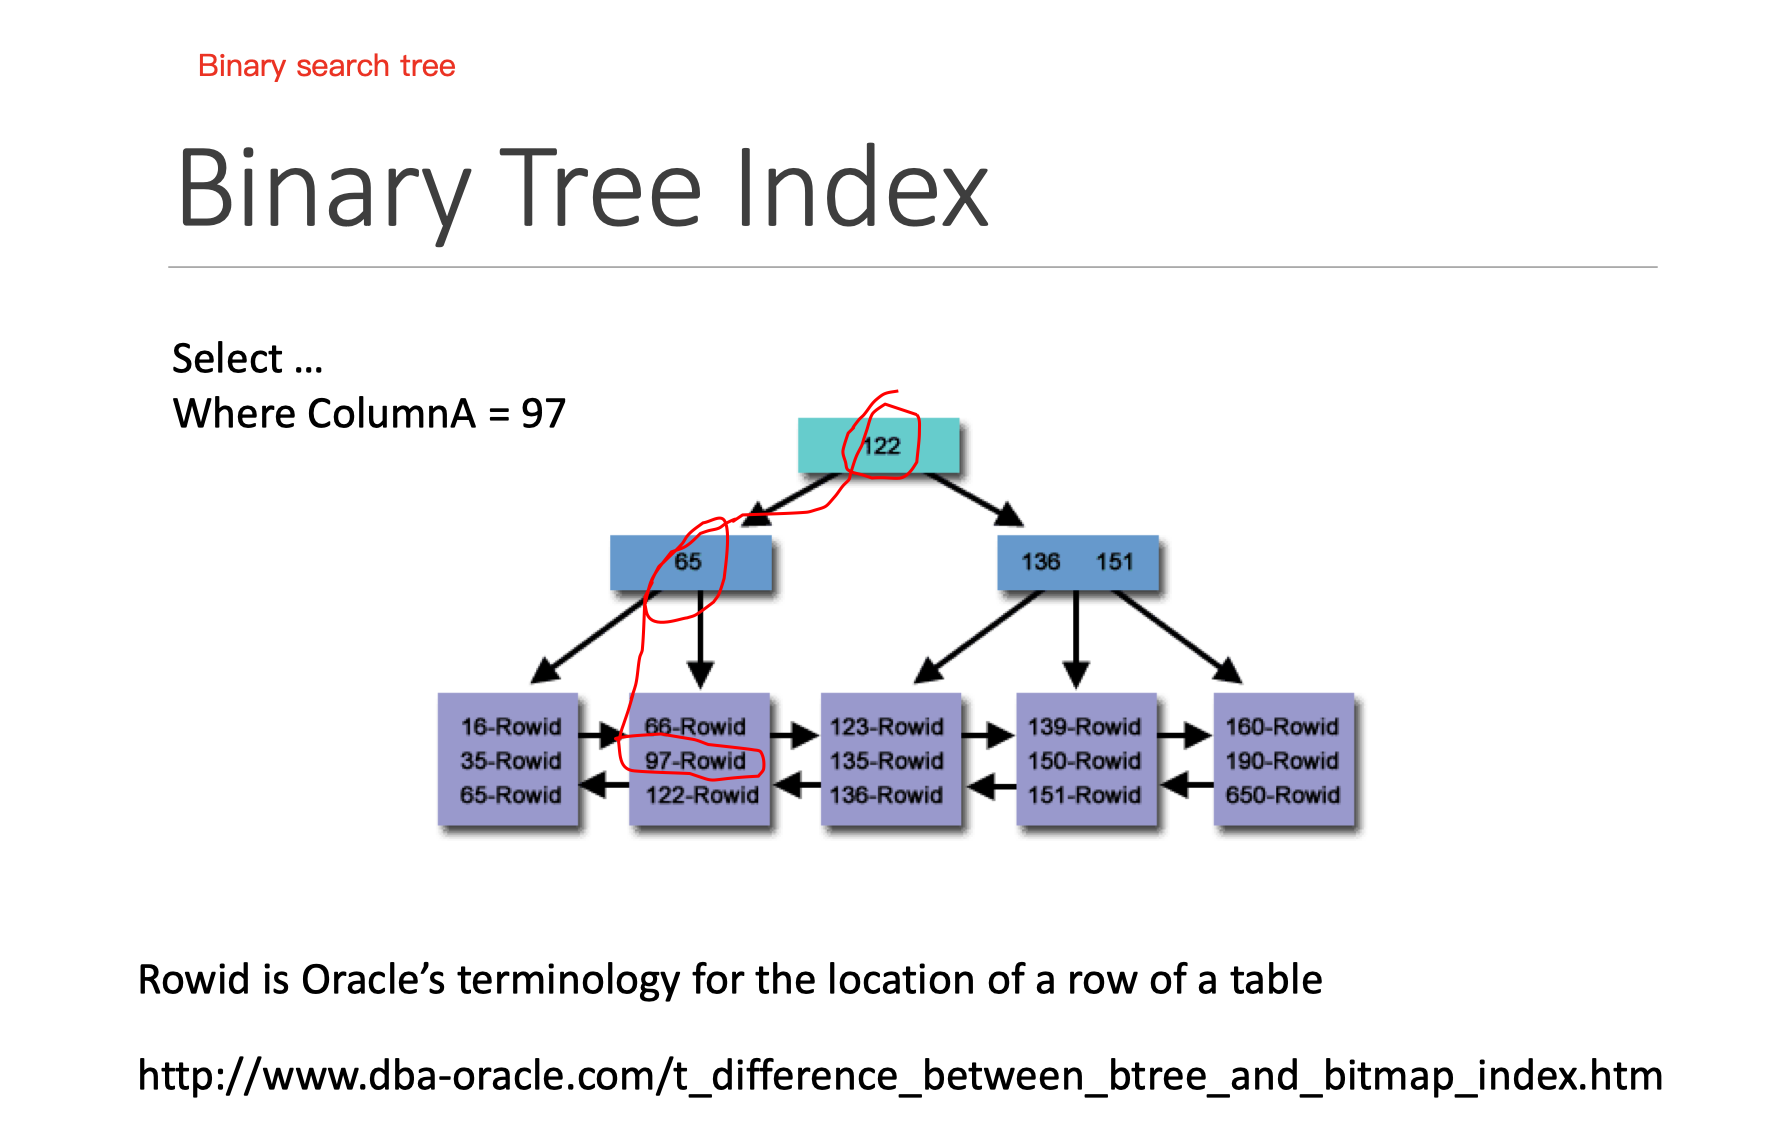 Binary search tree
Binary Tree Index
Select ...
Where ColumnA = 97
122
65
136 151
16-Rowid
35-Rowid
65-Rowid
66-Rowid
97-Rowid
122-Rowid
123-Rowid
135-Rowid
136-Rowid
139-Rowid
150-Rowid
151-Rowid
160-Rowid
190-Rowid
650-Rowid
Rowid is Oracle’s terminology for the location of a row of a table
http://www.dba-oracle.com/t_difference_between_btree_and_bitmap_index.htm